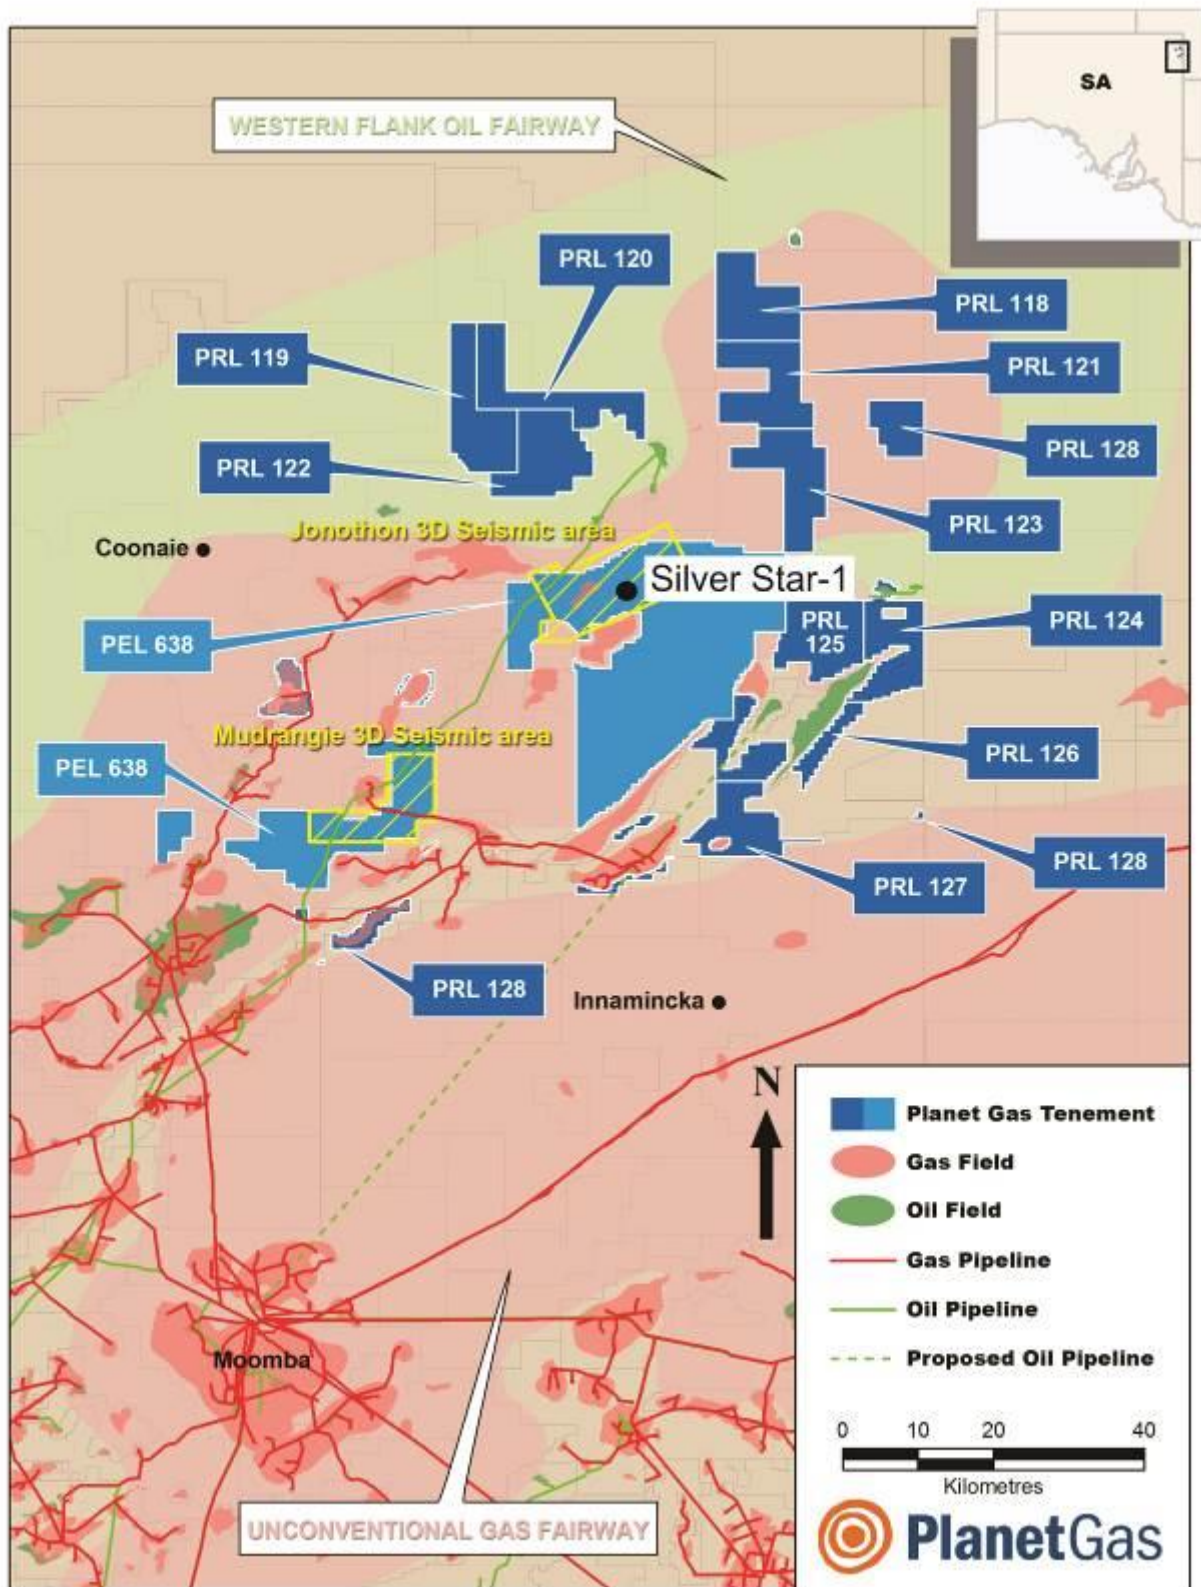 SA
WESTERN FLANK OIL FAIRWAY
PRL 120
PRL 118
PRL 119
PRL 121
PRL 122
PRL 128
PRL 123
Jonothon 3D Seismic area
Coonaie
Silver Star-1
PEL 638
PRL
125
PRL 124
Mudrangie 3D Seismic area
PEL 638
PRL 126
PRL 128
PRL 127
PRL 128
Innamincka
N
Planet Gas Tenement
Gas Field
Oil Field
Gas Pipeline
Oil Pipeline
Proposed Oil Pipeline
Moomba
0 10 20 40
Kilometres
UNCONVENTIONAL GAS FAIRWAY
PlanetGas